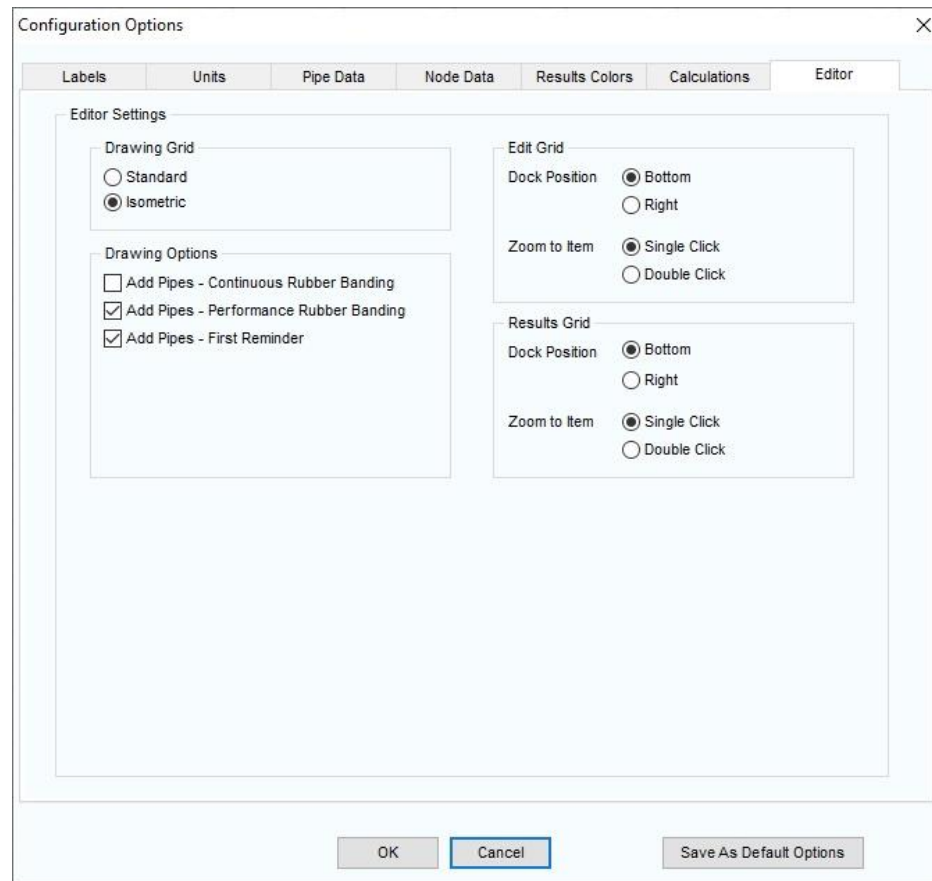 Configuration Options
Labels Units Pipe Data Node Data Results Colors Calculations Editor
Editor Settings
Drawing Grid
Standard
Isometric
Drawing Options
Add Pipes - Continuous Rubber Banding
Add Pipes - Performance Rubber Banding
Add Pipes - First Reminder
Edit Grid
Dock Position Bottom
Right
Zoom to Item Single Click
Double Click
Results Grid
Dock Position Bottom
Right
Zoom to Item Single Click
Double Click
OK Cancel Save As Default Options